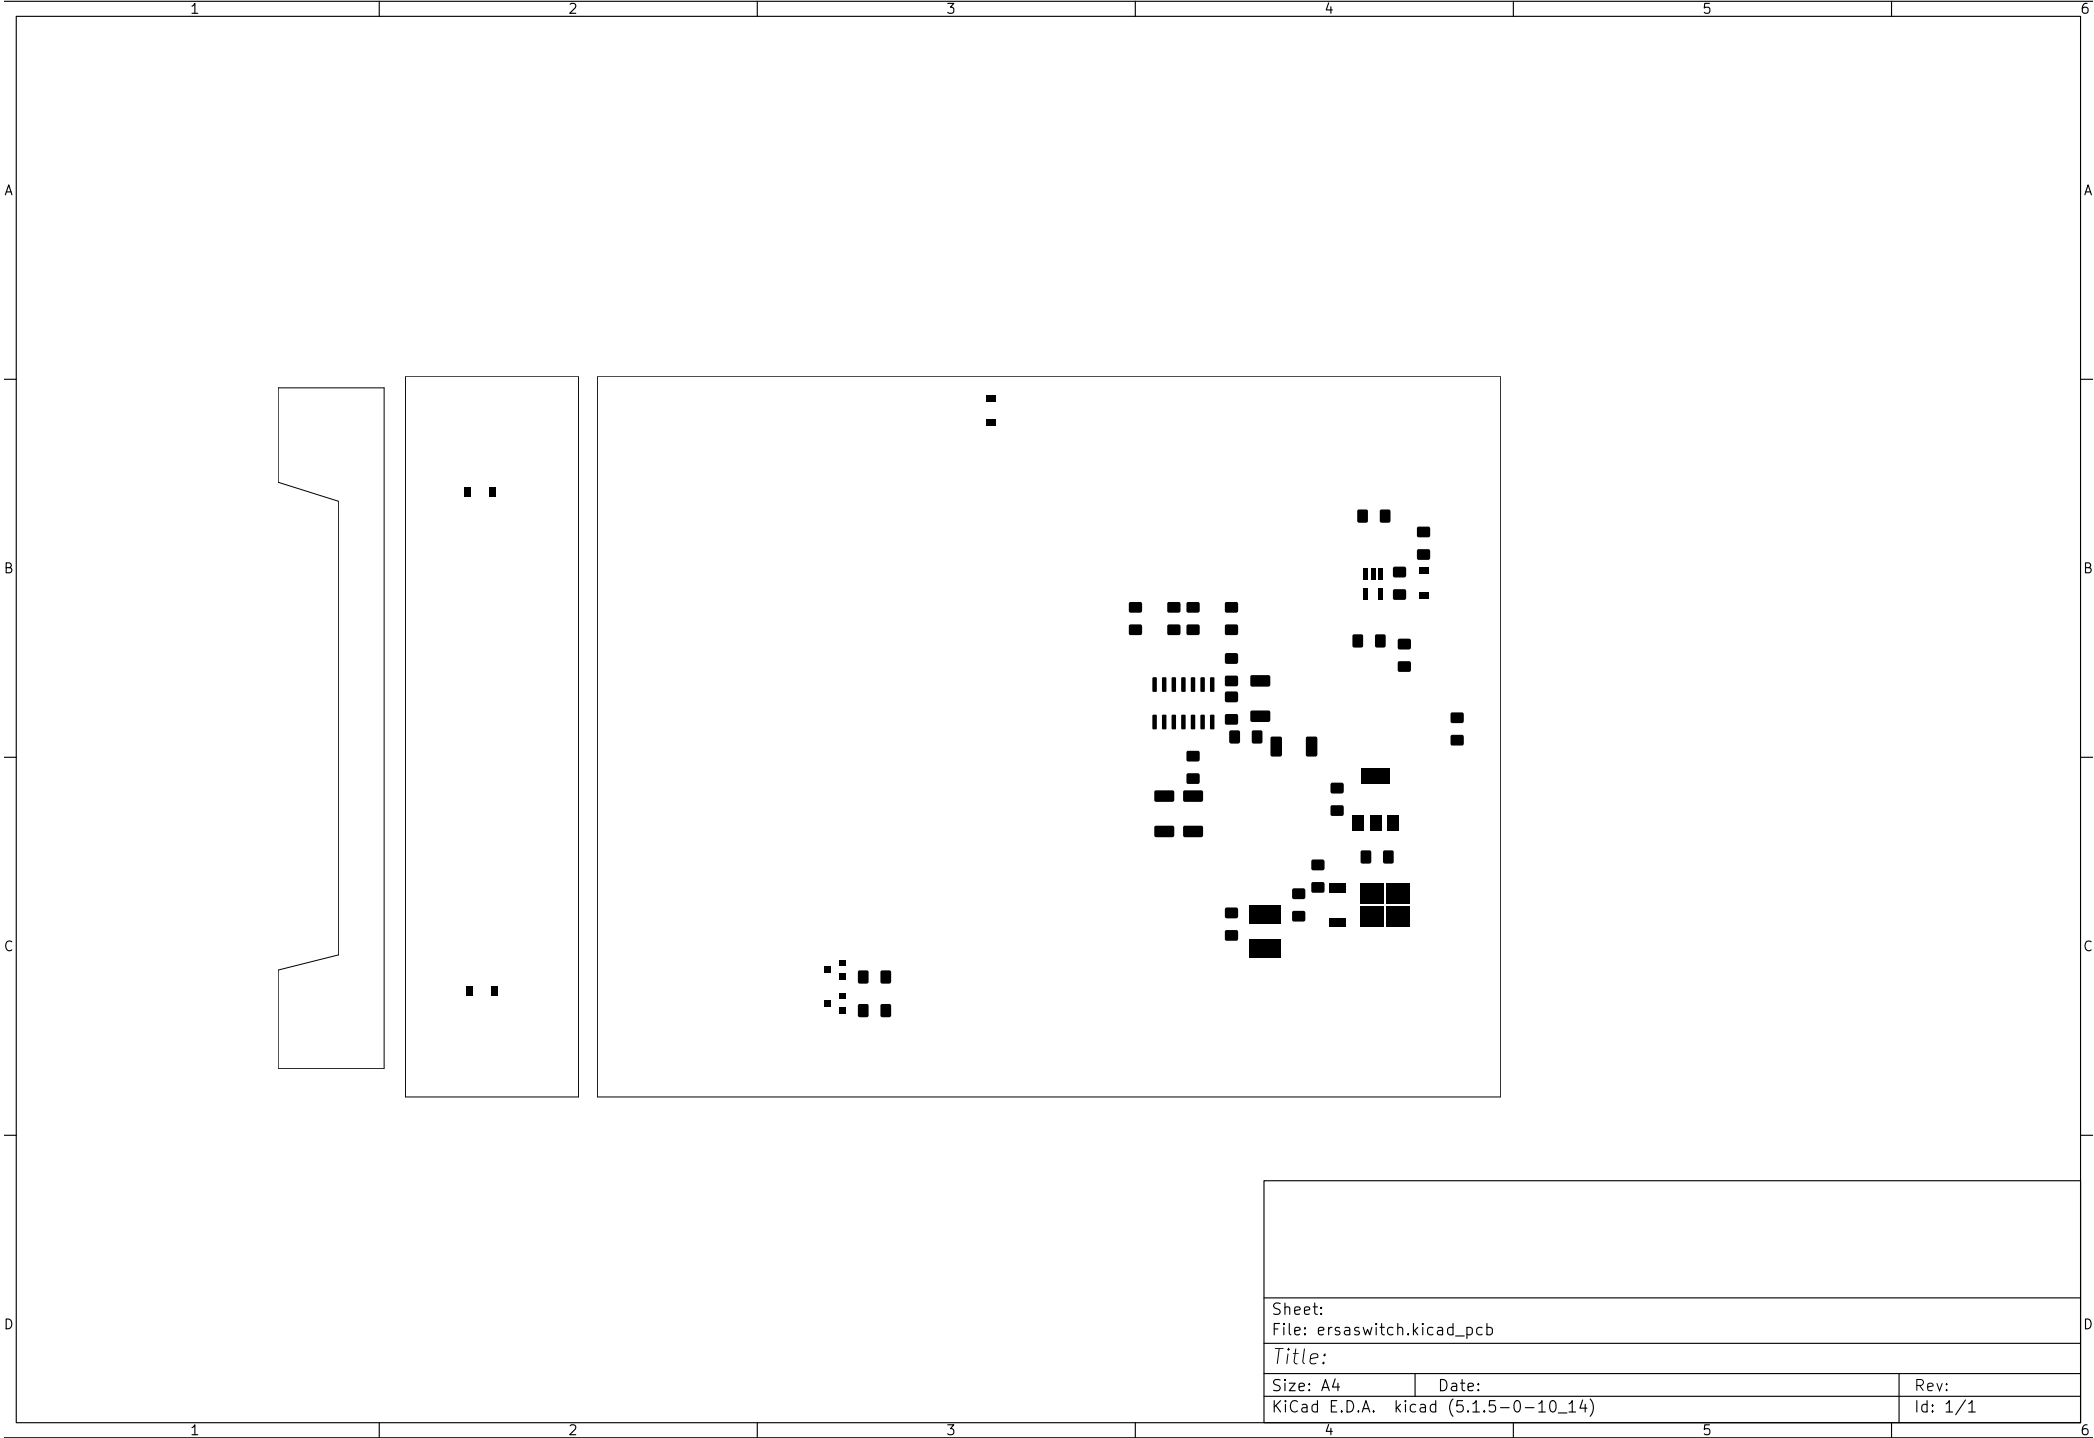 1 2 3 4 5 6
A A
B B
C C
Sheet:
File: ersaswitch.kicad_pcb
D D
Title:
Size: A4 Date: Rev:
KiCad E.D.A. kicad (5.1.5-0-10_14) Id: 1/1
1 2 3 4 5 6